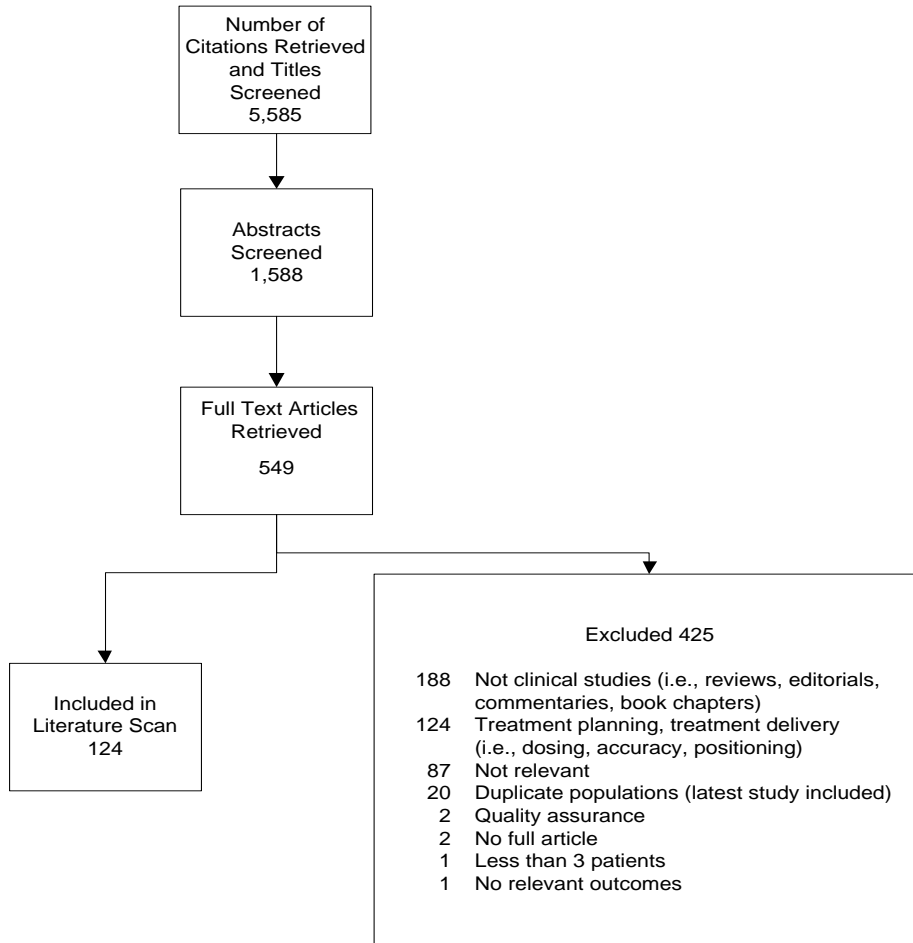 Number of
Citations Retrieved
and Titles
Screened
5,585
Abstracts
Screened
1,588
Full Text Articles
Retrieved
549
Included in
Literature Scan
124
Excluded 425
188 Not clinical studies (i.e., reviews, editorials,
commentaries, book chapters)
124 Treatment planning, treatment delivery
(i.e., dosing, accuracy, positioning)
87 Not relevant
20 Duplicate populations (latest study included)
2 Quality assurance
2 No full article
1 Less than 3 patients
1 No relevant outcomes